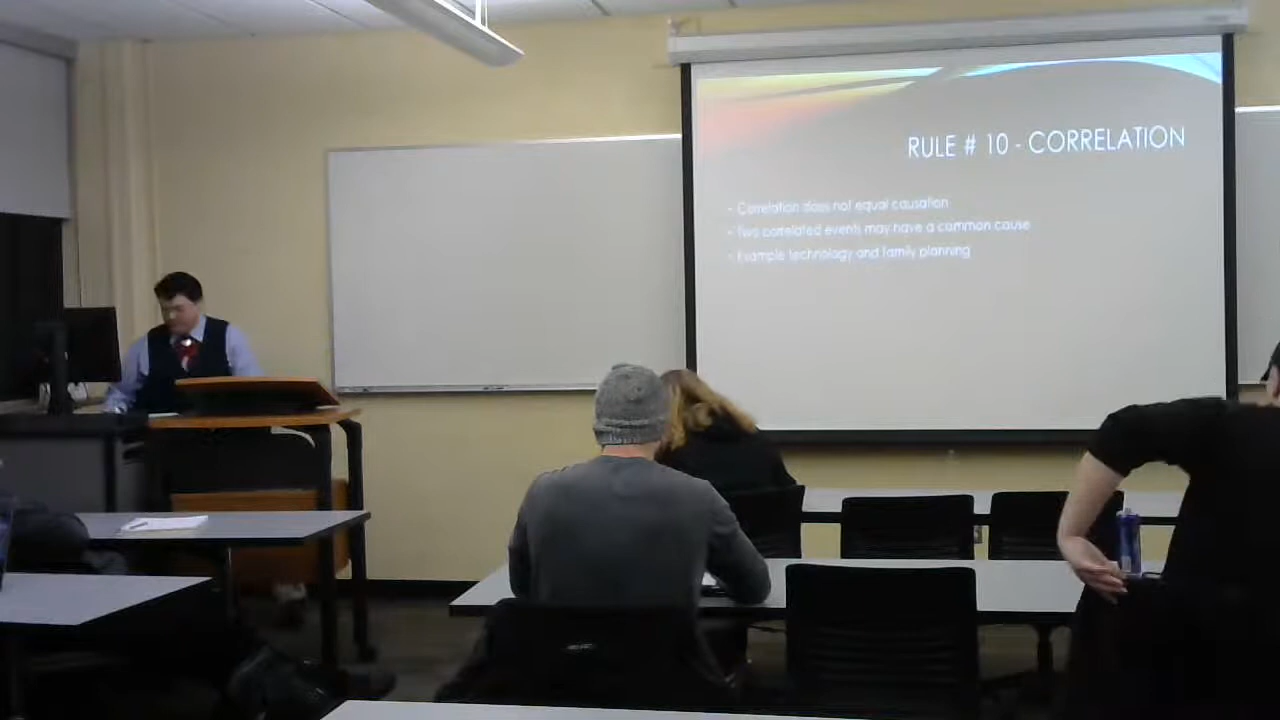 RULE # 10 - CORRELATION
- Correlation does not equal causation
- Two correlated events may have a common cause
- Example technology and family planning